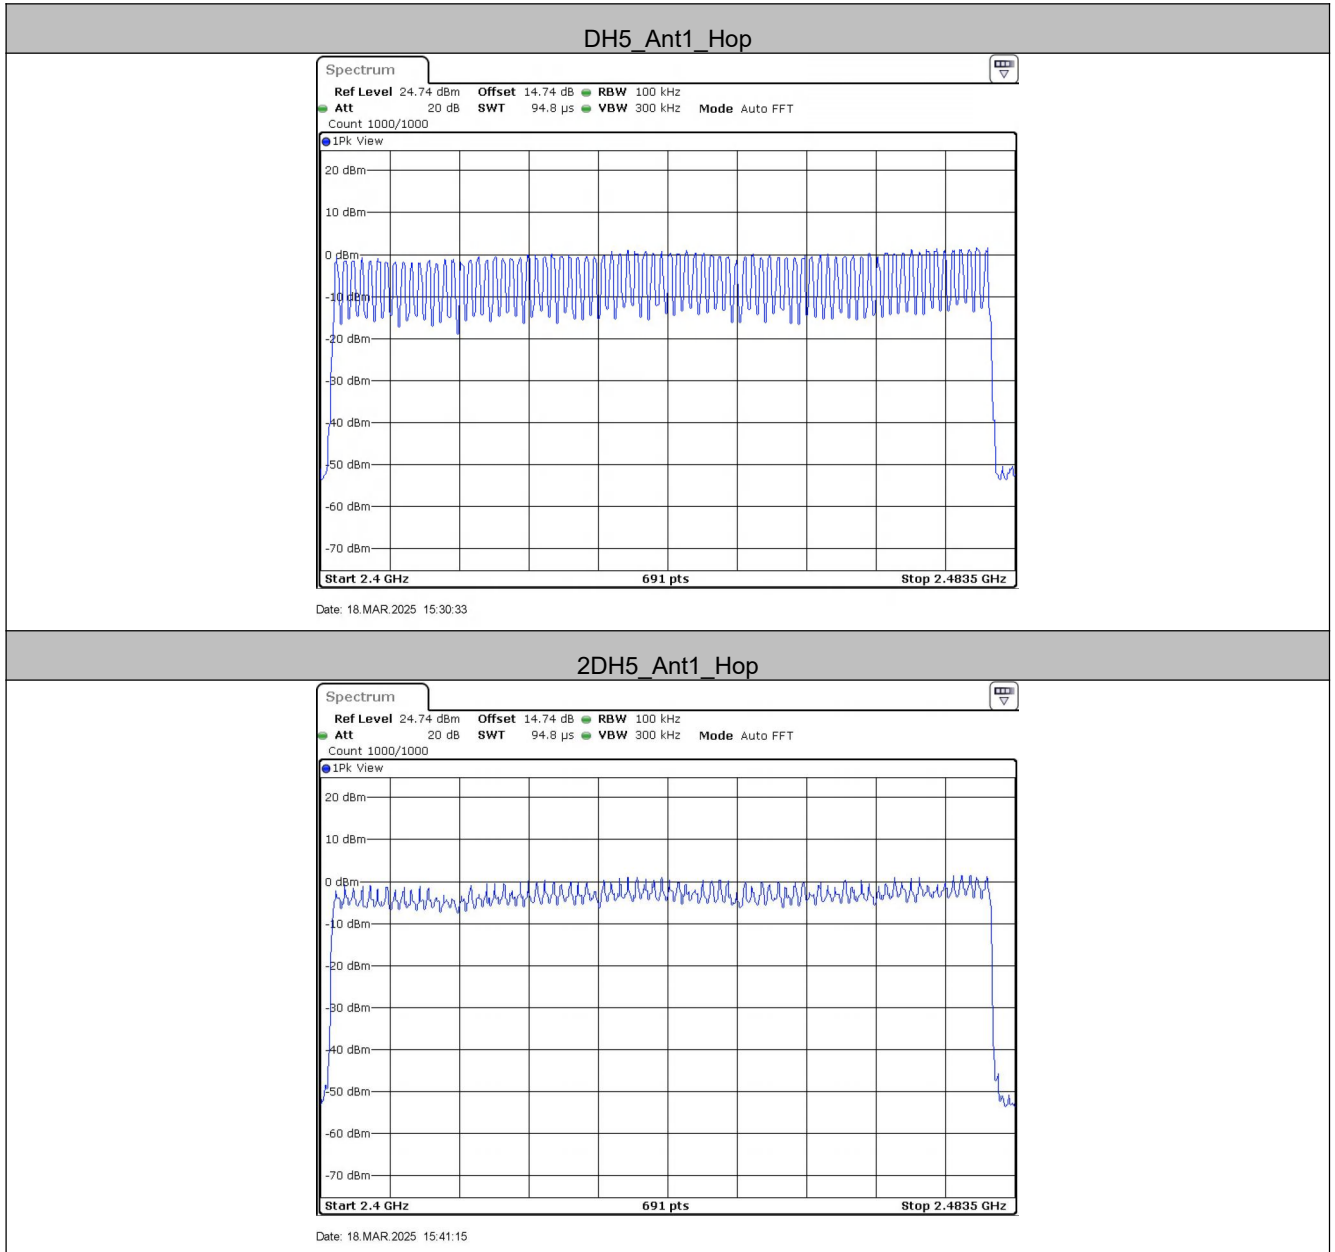 DH5_Ant1_Hop
Spectrum
Ref Level 24.74 dBm Offset 14.74 dB RBW 100 kHz
Att 20 dB SWT 94.8 µs VBW 300 kHz Mode Auto FFT
Count 1000/1000
1Pk View
20 dBm
10 dBm
0 dBm
-10 dBm
-20 dBm
-30 dBm
-40 dBm
-50 dBm
-60 dBm
-70 dBm
Start 2.4 GHz 691 pts Stop 2.4835 GHz
Date: 18.MAR.2025 15:30:33
2DH5_Ant1_Hop
Spectrum
Ref Level 24.74 dBm Offset 14.74 dB RBW 100 kHz
Att 20 dB SWT 94.8 µs VBW 300 kHz Mode Auto FFT
Count 1000/1000
1Pk View
20 dBm
10 dBm
0 dBm
-10 dBm
-20 dBm
-30 dBm
-40 dBm
-50 dBm
-60 dBm
-70 dBm
Start 2.4 GHz 691 pts Stop 2.4835 GHz
Date: 18.MAR.2025 15:41:15